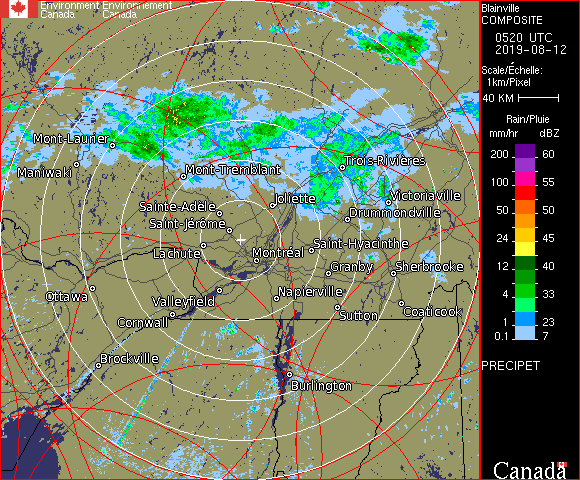 Environment Environnement
Canada Canada
Mont-Laurier
Maniwaki
Mont-Tremblant
Trois-Rivières
Victoriaville
Joliette
Sainte-Adèle
Drummondville
Saint-Jérôme
Lachute
Montréal
Saint-Hyacinthe
Granby
Sherbrooke
Ottawa
Valleyfield
Napierville
Cornwall
Sutton
Coaticook
Brockville
Burlington
Blainville
COMPOSITE
0520 UTC
2019-08-12
Scale/Échelle:
1km/Pixel
40 KM
Rain/Pluie
mm/hr dBZ
200 60
150 57
100 55
50 50
24 45
12 40
4 33
1 23
0.1 7
PRECIPET
Canada